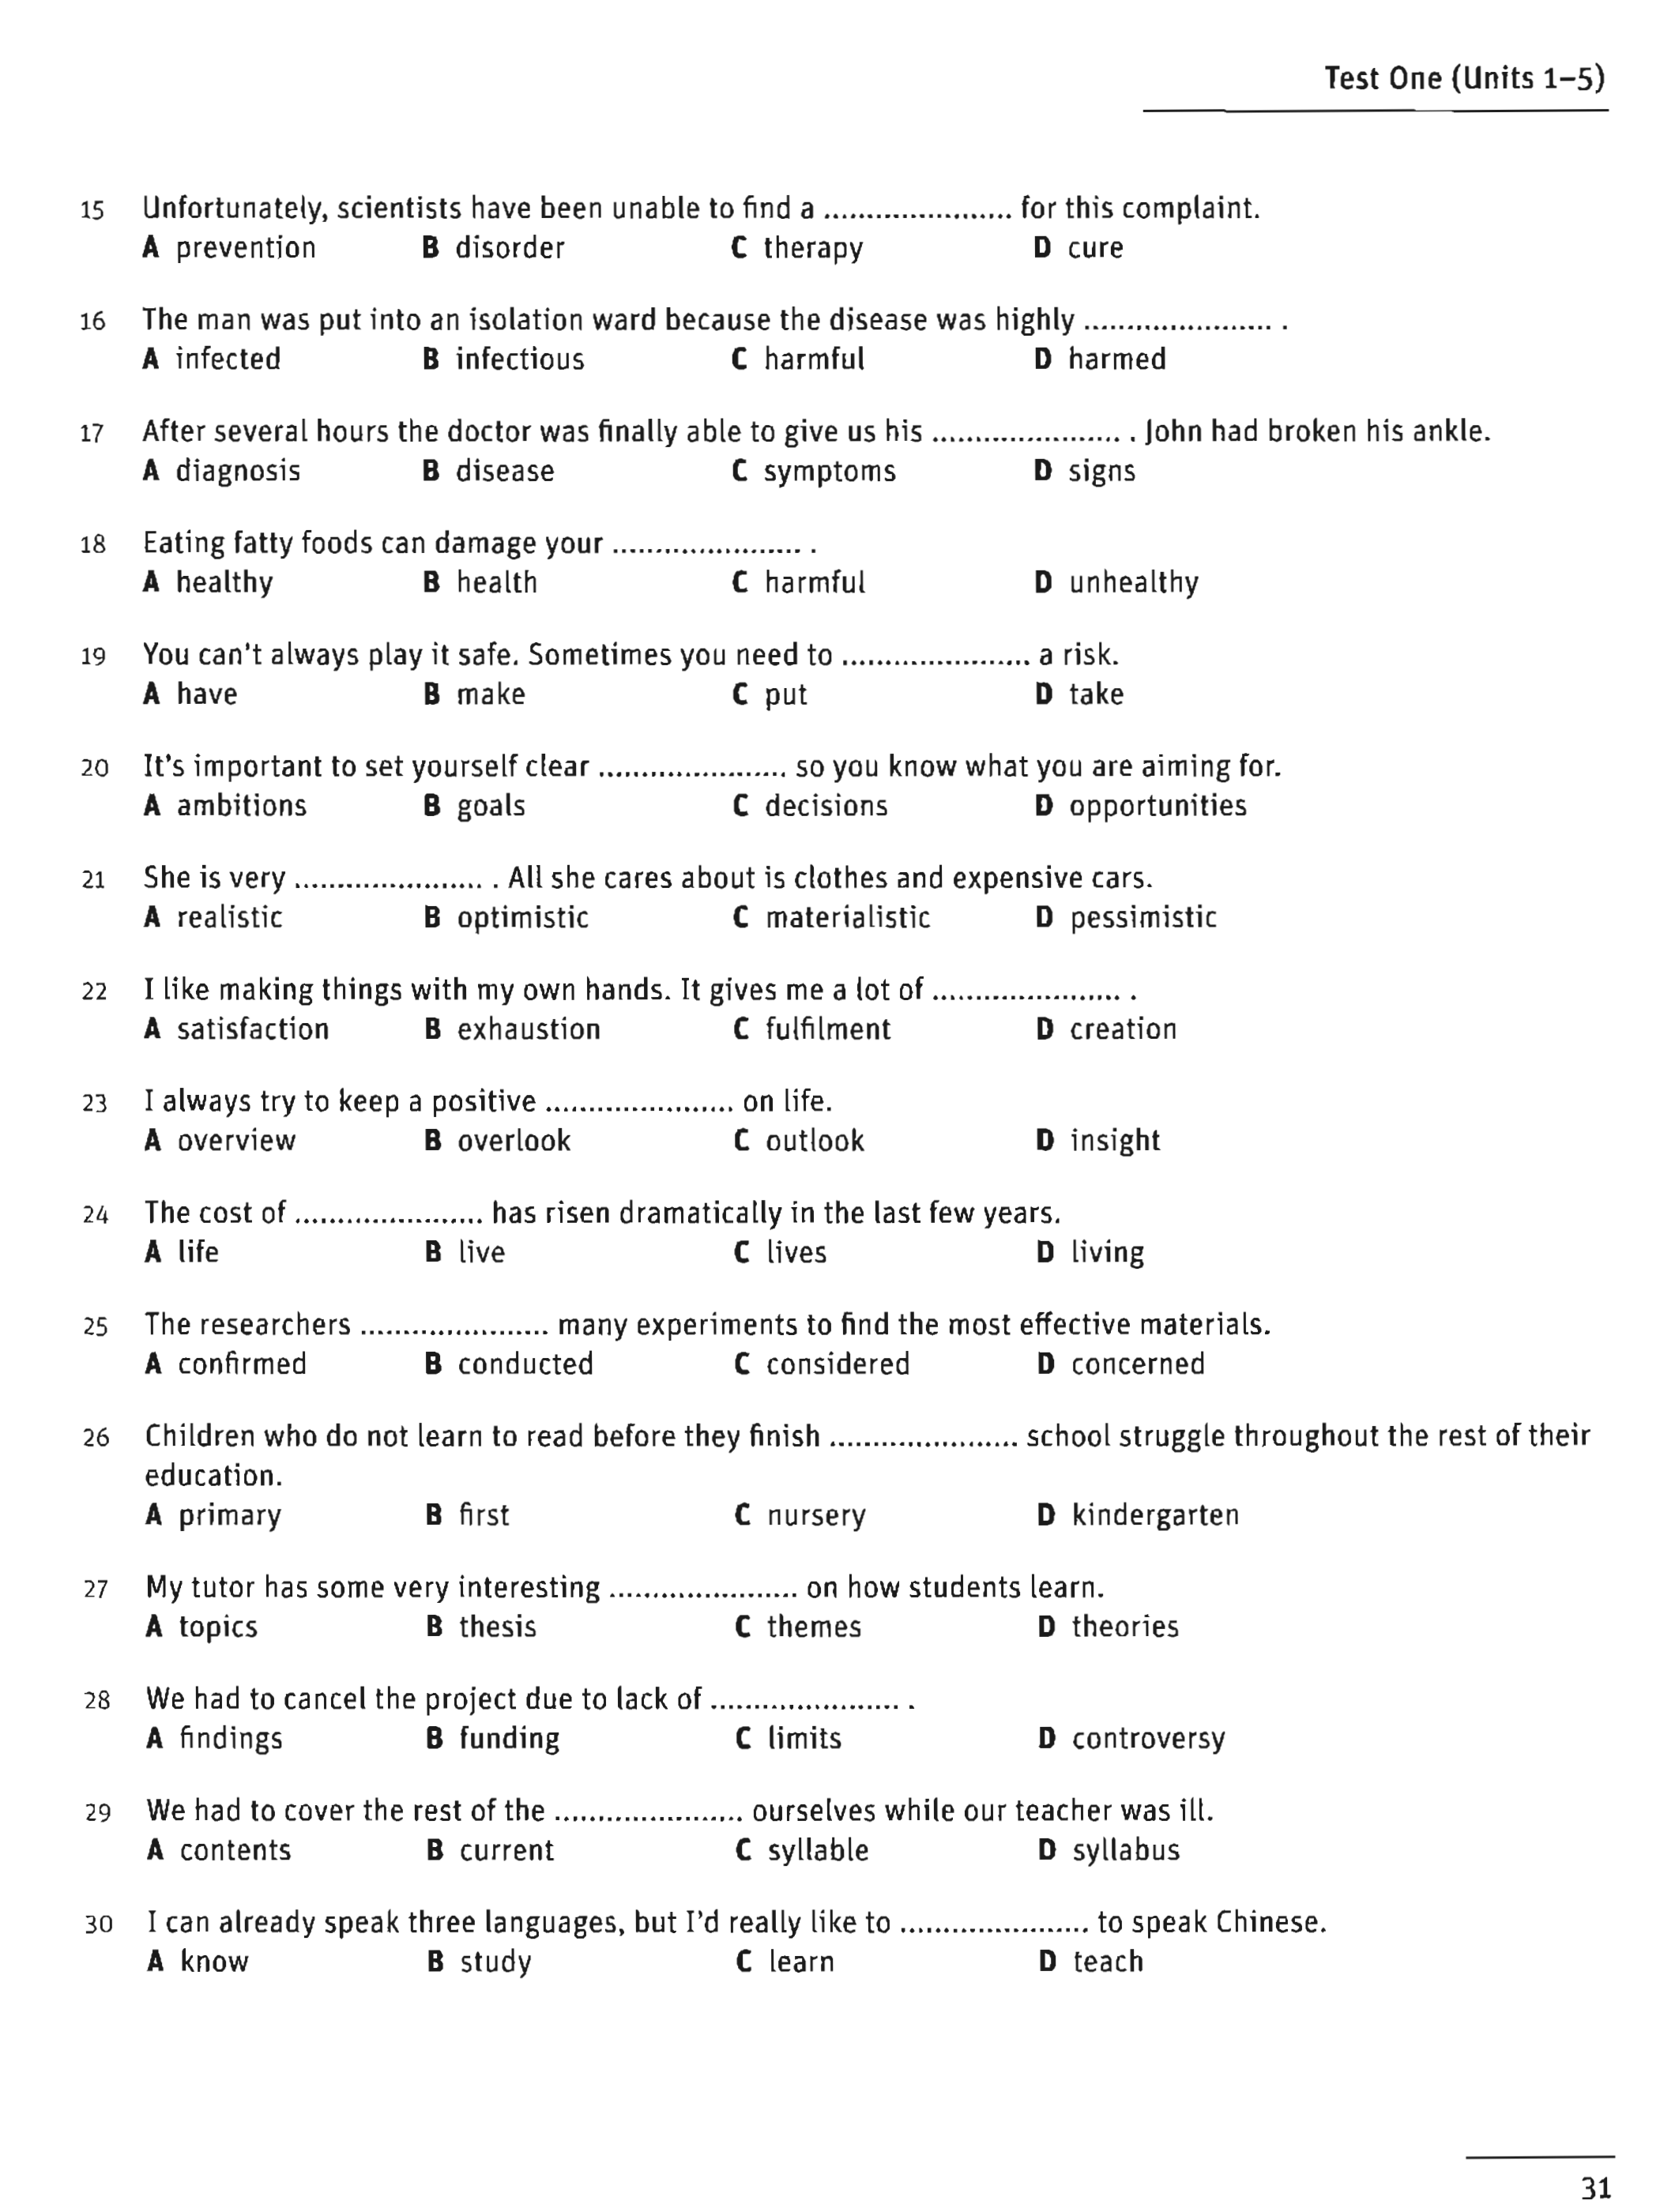 Test One (Units 1–5)
15 Unfortunately, scientists have been unable to find a ...................... for this complaint.
A prevention B disorder C therapy D cure
16 The man was put into an isolation ward because the disease was highly ...................... .
A infected B infectious C harmful D harmed
17 After several hours the doctor was finally able to give us his ...................... . John had broken his ankle.
A diagnosis B disease C symptoms D signs
18 Eating fatty foods can damage your ...................... .
A healthy B health C harmful D unhealthy
19 You can't always play it safe. Sometimes you need to ...................... a risk.
A have B make C put D take
20 It's important to set yourself clear ...................... so you know what you are aiming for.
A ambitions B goals C decisions D opportunities
21 She is very ...................... . All she cares about is clothes and expensive cars.
A realistic B optimistic C materialistic D pessimistic
22 I like making things with my own hands. It gives me a lot of ...................... .
A satisfaction B exhaustion C fulfilment D creation
23 I always try to keep a positive ...................... on life.
A overview B overlook C outlook D insight
24 The cost of ...................... has risen dramatically in the last few years.
A life B live C lives D living
25 The researchers ...................... many experiments to find the most effective materials.
A confirmed B conducted C considered D concerned
26 Children who do not learn to read before they finish ...................... school struggle throughout the rest of their
education.
A primary B first C nursery D kindergarten
27 My tutor has some very interesting ...................... on how students learn.
A topics B thesis C themes D theories
28 We had to cancel the project due to lack of ...................... .
A findings B funding C limits D controversy
29 We had to cover the rest of the ...................... ourselves while our teacher was ill.
A contents B current C syllable D syllabus
30 I can already speak three languages, but I'd really like to ...................... to speak Chinese.
A know B study C learn D teach
31